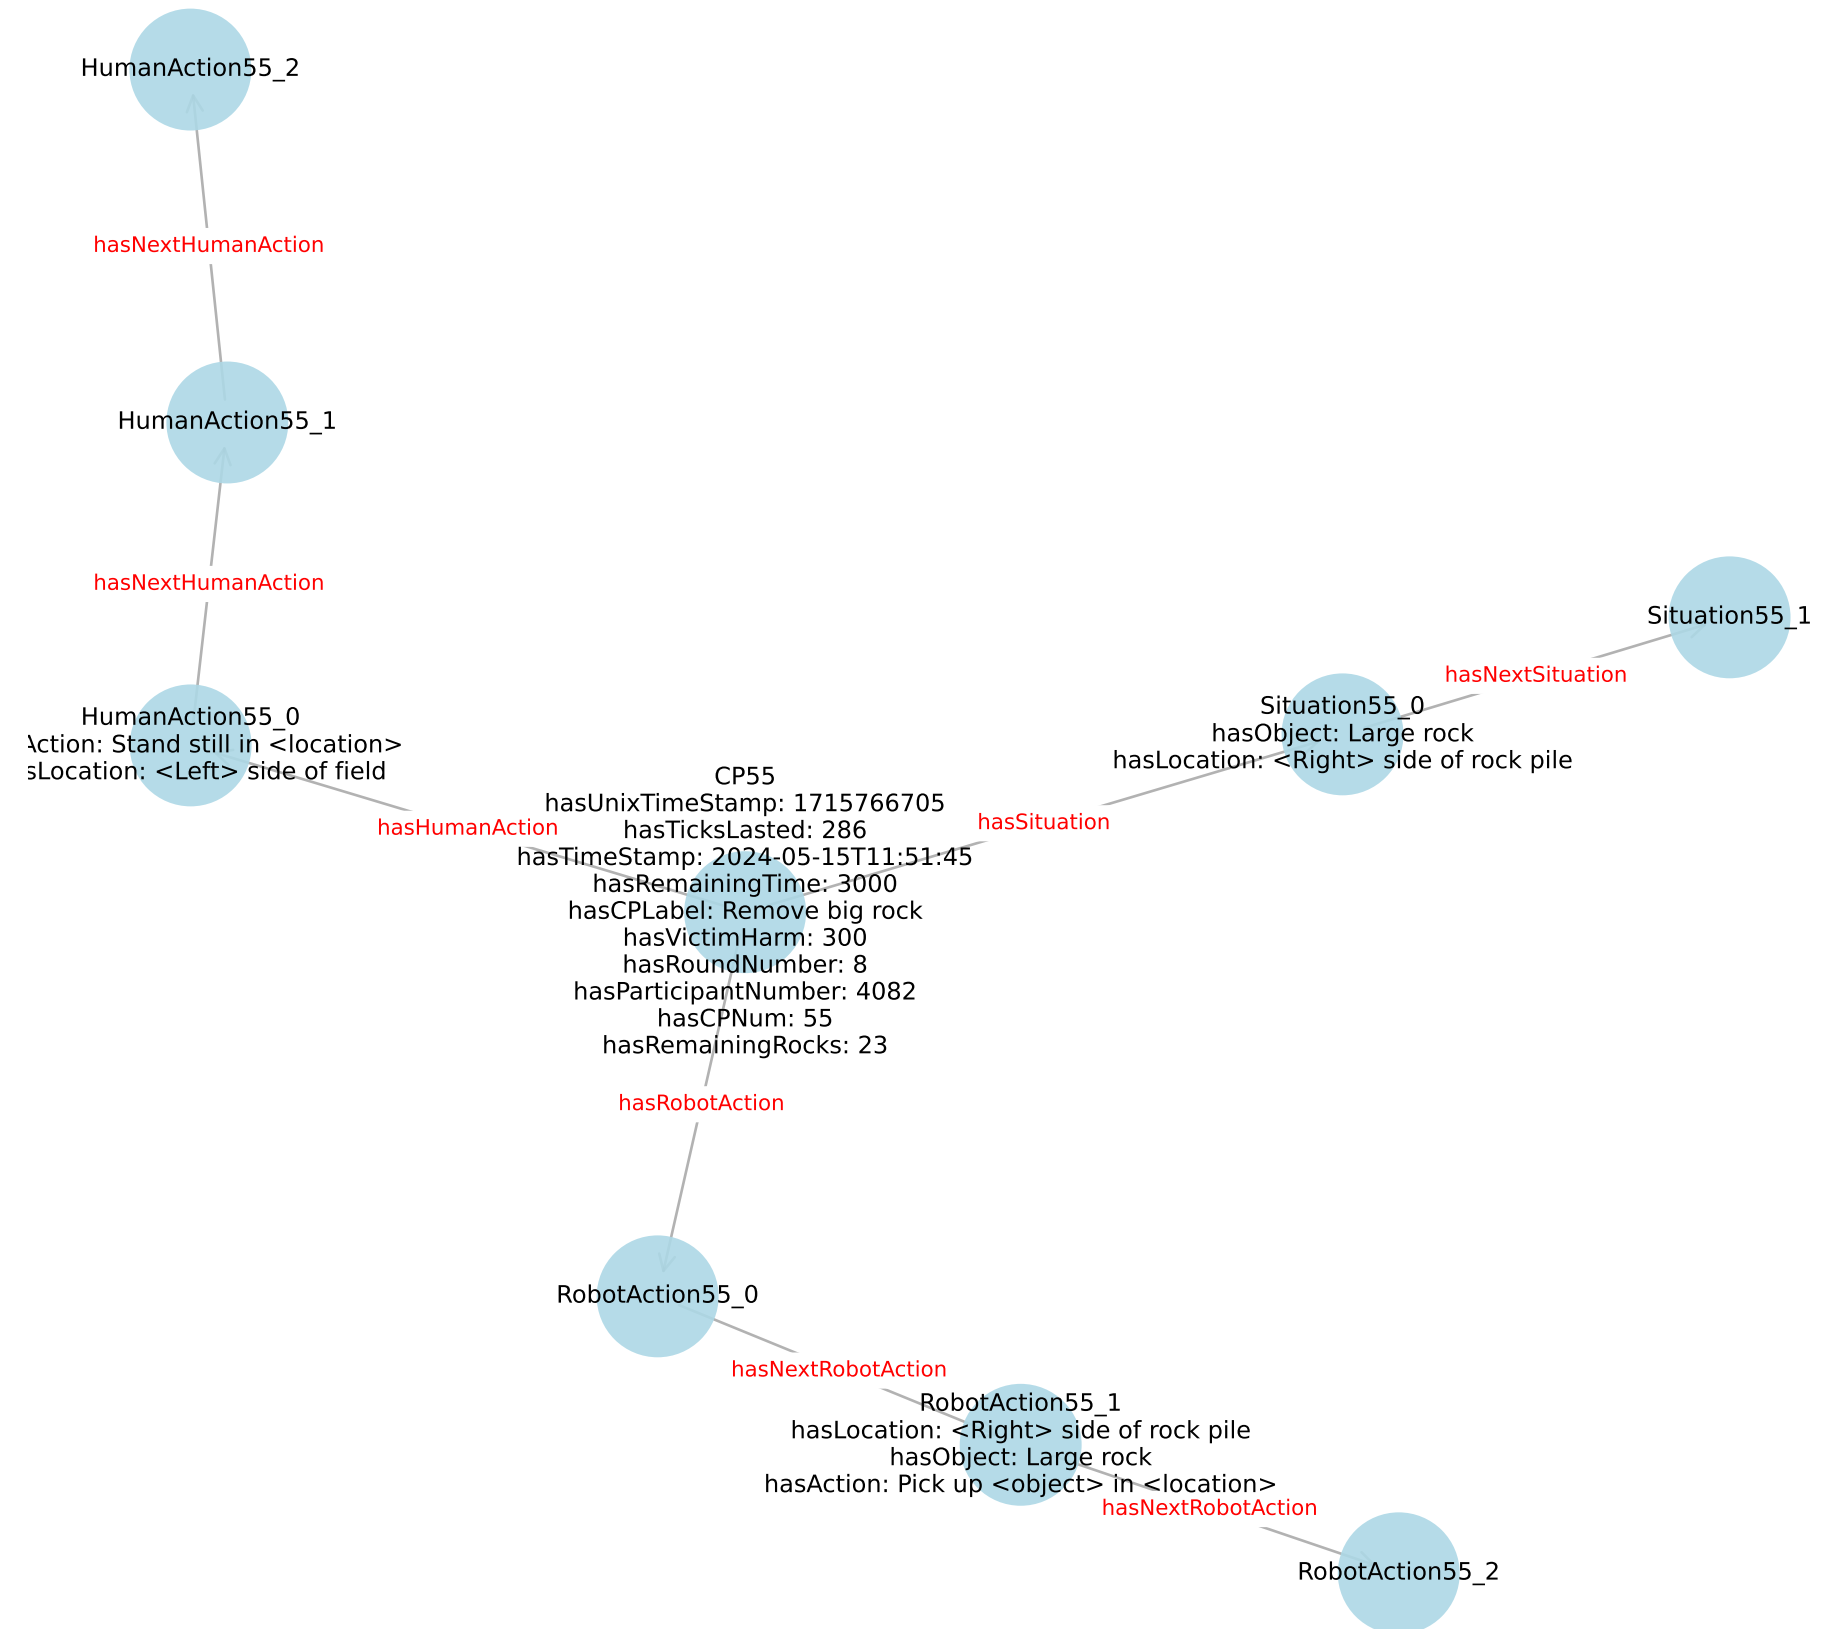 HumanAction55_2
hasNextHumanAction
HumanAction55_1
hasNextHumanAction
HumanAction55_0
Action: Stand still in <location>
sLocation: <Left> side of field
hasHumanAction
CP55
hasUnixTimeStamp: 1715766705
hasTicksLasted: 286
hasTimeStamp: 2024-05-15T11:51:45
hasRemainingTime: 3000
hasCPLabel: Remove big rock
hasVictimHarm: 300
hasRoundNumber: 8
hasParticipantNumber: 4082
hasCPNum: 55
hasRemainingRocks: 23
hasSituation
Situation55_0
hasObject: Large rock
hasLocation: <Right> side of rock pile
hasNextSituation
Situation55_1
hasRobotAction
RobotAction55_0
hasNextRobotAction
RobotAction55_1
hasLocation: <Right> side of rock pile
hasObject: Large rock
hasAction: Pick up <object> in <location>
hasNextRobotAction
RobotAction55_2